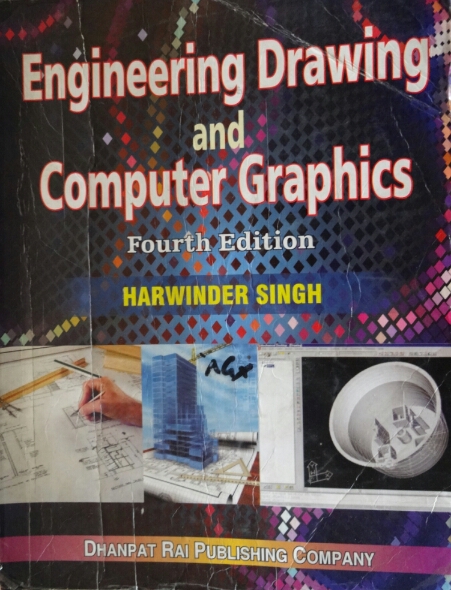 Engineering Drawing
and
Computer Graphics
Fourth Edition
HARWINDER SINGH
DHANPAT RAI PUBLISHING COMPANY